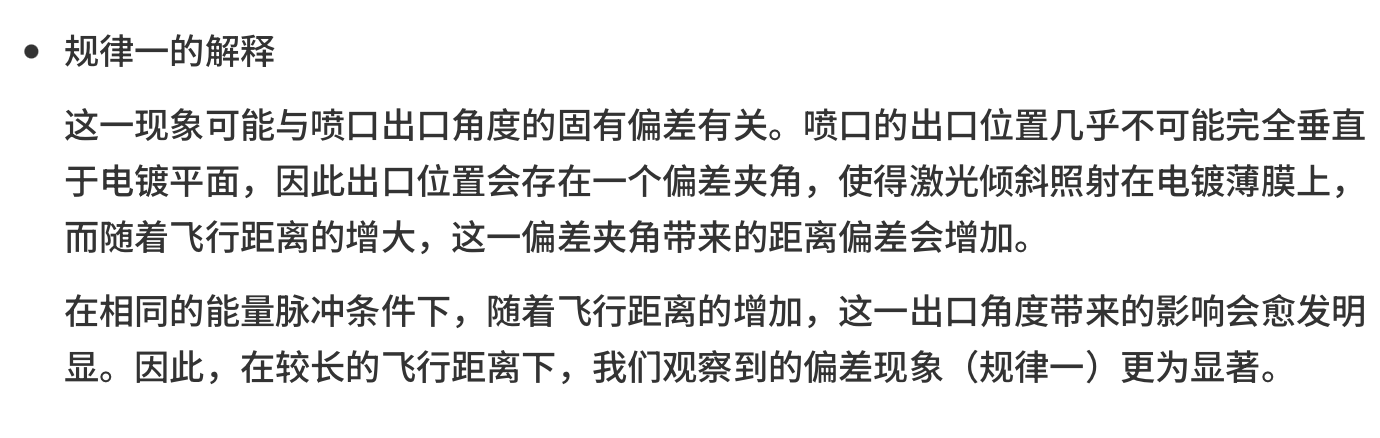 • 规律一的解释
这一现象可能与喷口出口角度的固有偏差有关。喷口的出口位置几乎不可能完全垂直
于电镀平面，因此出口位置会存在一个偏差夹角，使得激光倾斜照射在电镀薄膜上，
而随着飞行距离的增大，这一偏差夹角带来的距离偏差会增加。
在相同的能量脉冲条件下，随着飞行距离的增加，这一出口角度带来的影响会愈发明
显。因此，在较长的飞行距离下，我们观察到的偏差现象（规律一）更为显著。